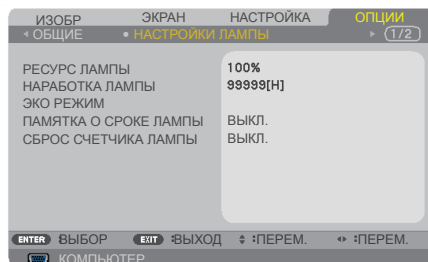 ИЗОБР ЭКРАН НАСТРОЙКА ОПЦИИ
ОБЩИЕ • НАСТРОЙКИ ЛАМПЫ 1/2
РЕСУРС ЛАМПЫ 100%
НАРАБОТКА ЛАМПЫ 99999[H]
ЭКО РЕЖИМ
ПАМЯТКА О СРОКЕ ЛАМПЫ ВЫКЛ.
СБРОС СЧЕТЧИКА ЛАМПЫ ВЫКЛ.
ENTER :ВЫБОР EXIT :ВЫХОД :ПЕРЕМ. :ПЕРЕМ.
КОМПЬЮТЕР